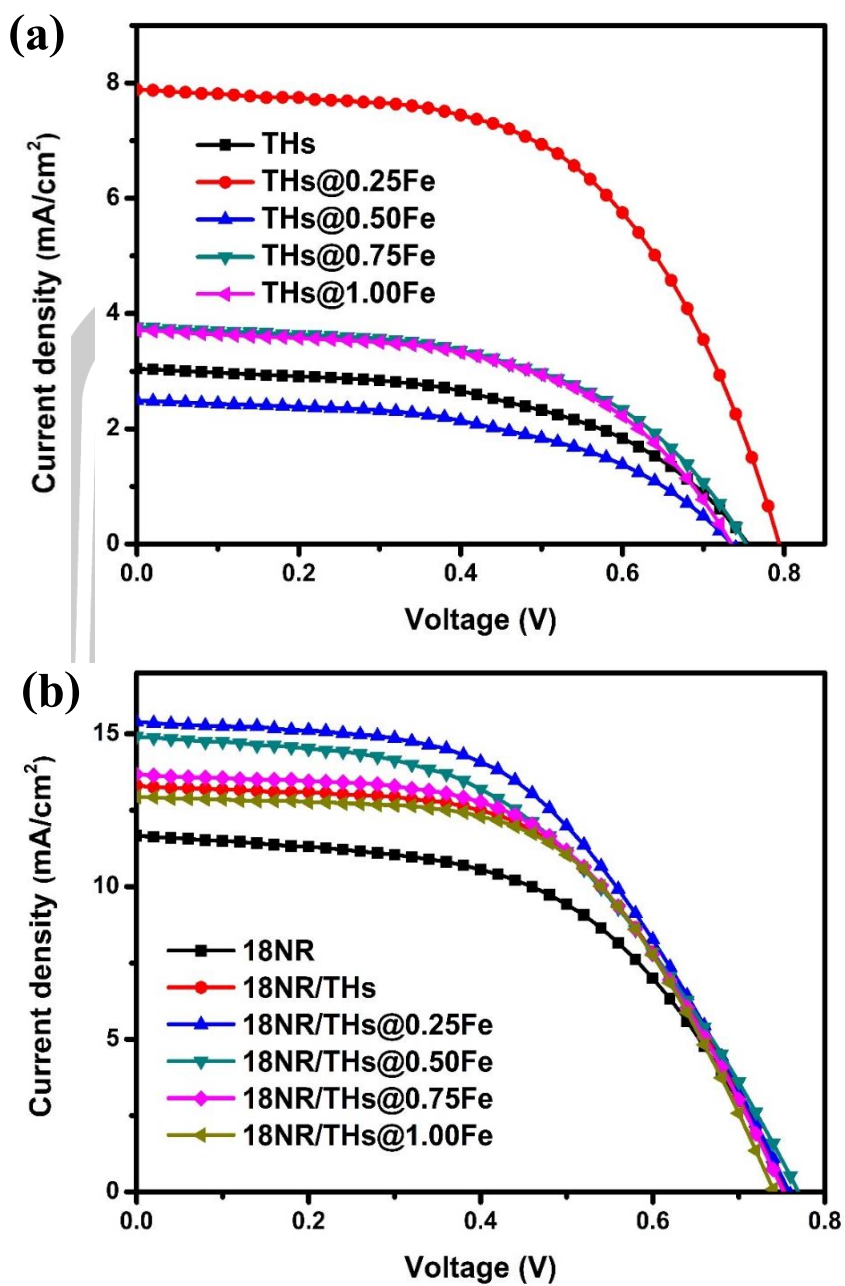 (a)
8
6
4
2
0
Current density (mA/cm²)
THs
THs@0.25Fe
THs@0.50Fe
THs@0.75Fe
THs@1.00Fe
0.0 0.2 0.4 0.6 0.8
Voltage (V)
(b)
15
10
5
0
Current density (mA/cm²)
18NR
18NR/THs
18NR/THs@0.25Fe
18NR/THs@0.50Fe
18NR/THs@0.75Fe
18NR/THs@1.00Fe
0.0 0.2 0.4 0.6 0.8
Voltage (V)